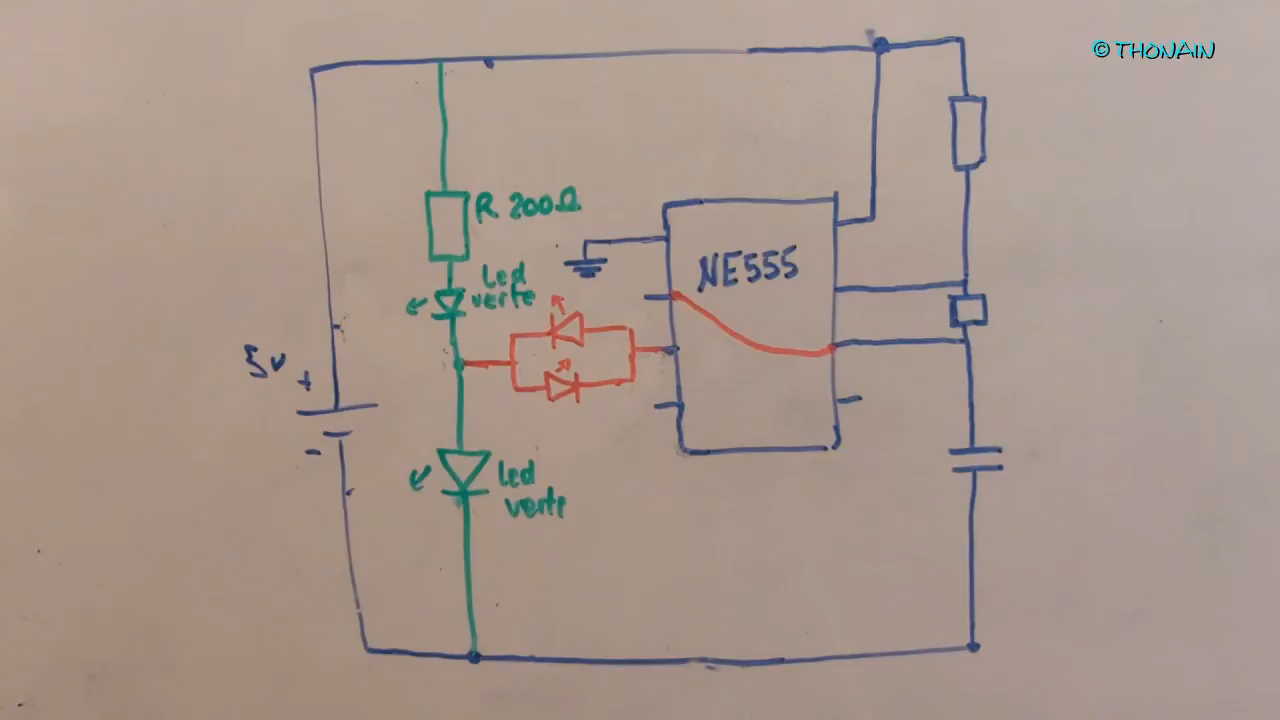 © THONAIN
R 200Ω
Led
verte
NE555
5v
+
-
Led
verte